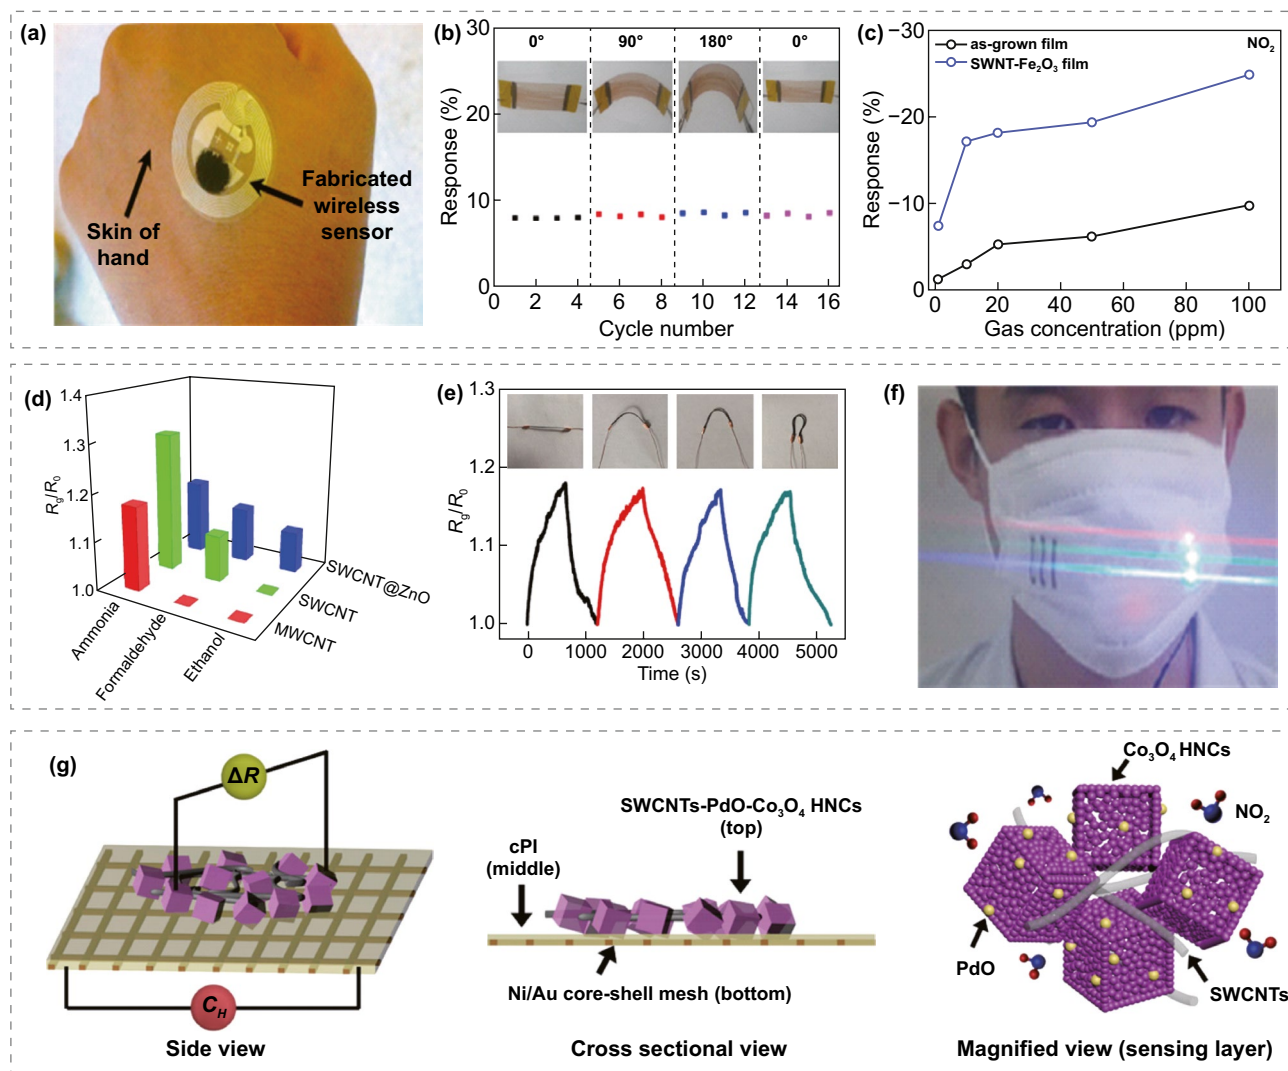 (a)
Skin of
hand
Fabricated
wireless
sensor
(b)
30
20
10
0
Response (%)
0° 90° 180° 0°
0 2 4 6 8 10 12 14 16
Cycle number
(c)
−30
−20
−10
0
Response (%)
as-grown film
SWNT-Fe₂O₃ film
NO₂
0 20 40 60 80 100
Gas concentration (ppm)
(d)
1.4
1.3
1.2
1.1
1.0
Rg/R0
Ammonia
Formaldehyde
Ethanol
SWCNT@ZnO
SWCNT
MWCNT
(e)
1.3
1.2
1.1
1.0
Rg/R0
0 1000 2000 3000 4000 5000
Time (s)
(f)
(g)
ΔR
C_H
Side view
cPI
(middle)
SWCNTs-PdO-Co₃O₄ HNCs
(top)
Ni/Au core-shell mesh (bottom)
Cross sectional view
Co₃O₄ HNCs
NO₂
PdO
SWCNTs
Magnified view (sensing layer)